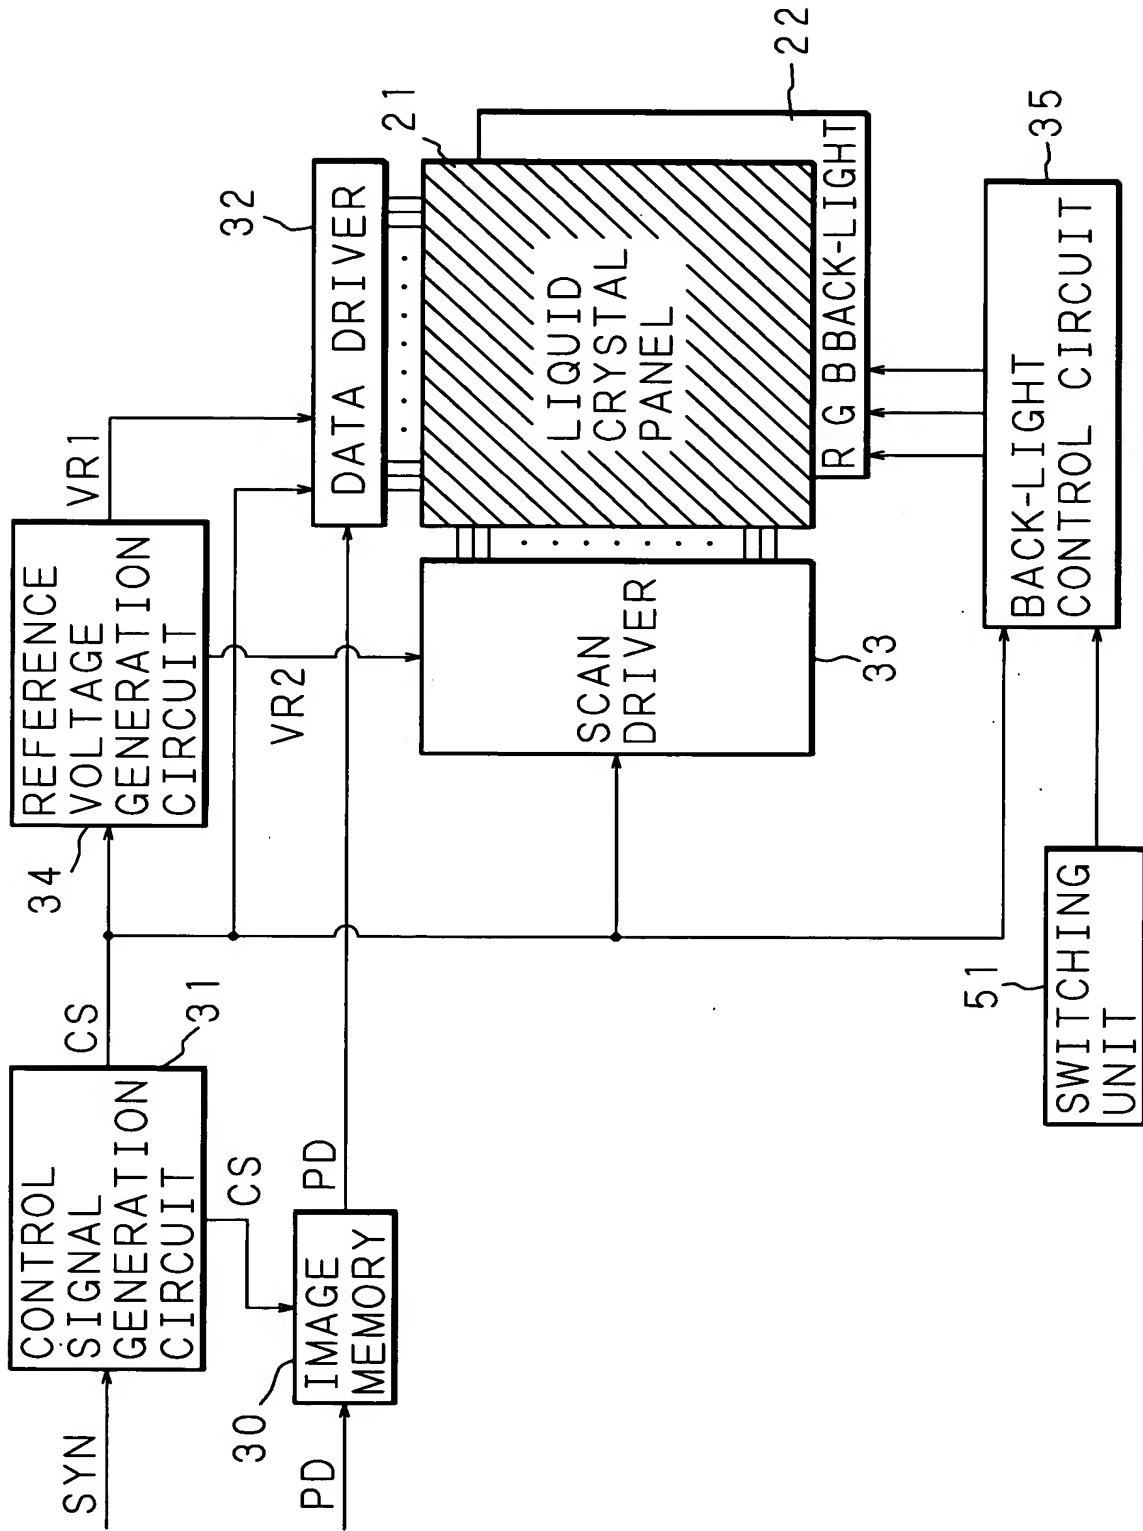 SYN
CONTROL
SIGNAL
GENERATION
CIRCUIT
31
CS
34
REFERENCE
VOLTAGE
GENERATION
CIRCUIT
VR1
CS
VR2
PD
30
IMAGE
MEMORY
PD
32
DATA DRIVER
21
LIQUID
CRYSTAL
PANEL
22
R G B BACK-LIGHT
SCAN
DRIVER
33
35
BACK-LIGHT
CONTROL CIRCUIT
51
SWITCHING
UNIT